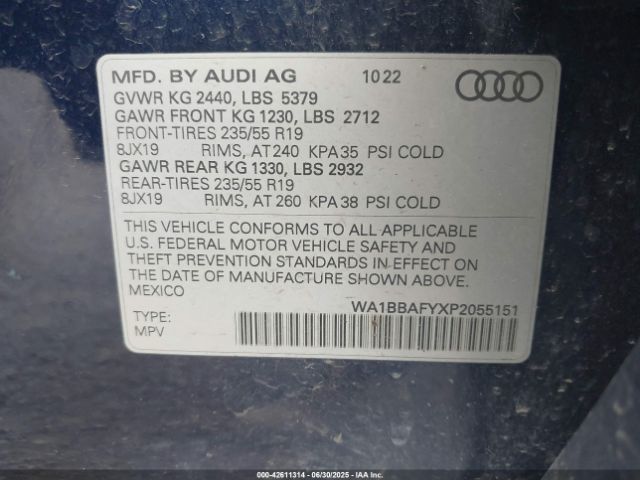 MFD. BY AUDI AG 10 22
GVWR KG 2440, LBS 5379
GAWR FRONT KG 1230, LBS 2712
FRONT-TIRES 235/55 R19
8JX19 RIMS, AT 240 KPA 35 PSI COLD
GAWR REAR KG 1330, LBS 2932
REAR-TIRES 235/55 R19
8JX19 RIMS, AT 260 KPA 38 PSI COLD
THIS VEHICLE CONFORMS TO ALL APPLICABLE
U.S. FEDERAL MOTOR VEHICLE SAFETY AND
THEFT PREVENTION STANDARDS IN EFFECT ON
THE DATE OF MANUFACTURE SHOWN ABOVE.
MEXICO
WA1BBAFYXP2055151
TYPE:
MPV
000-42611314 | 06/30/2025 | IAA Inc.